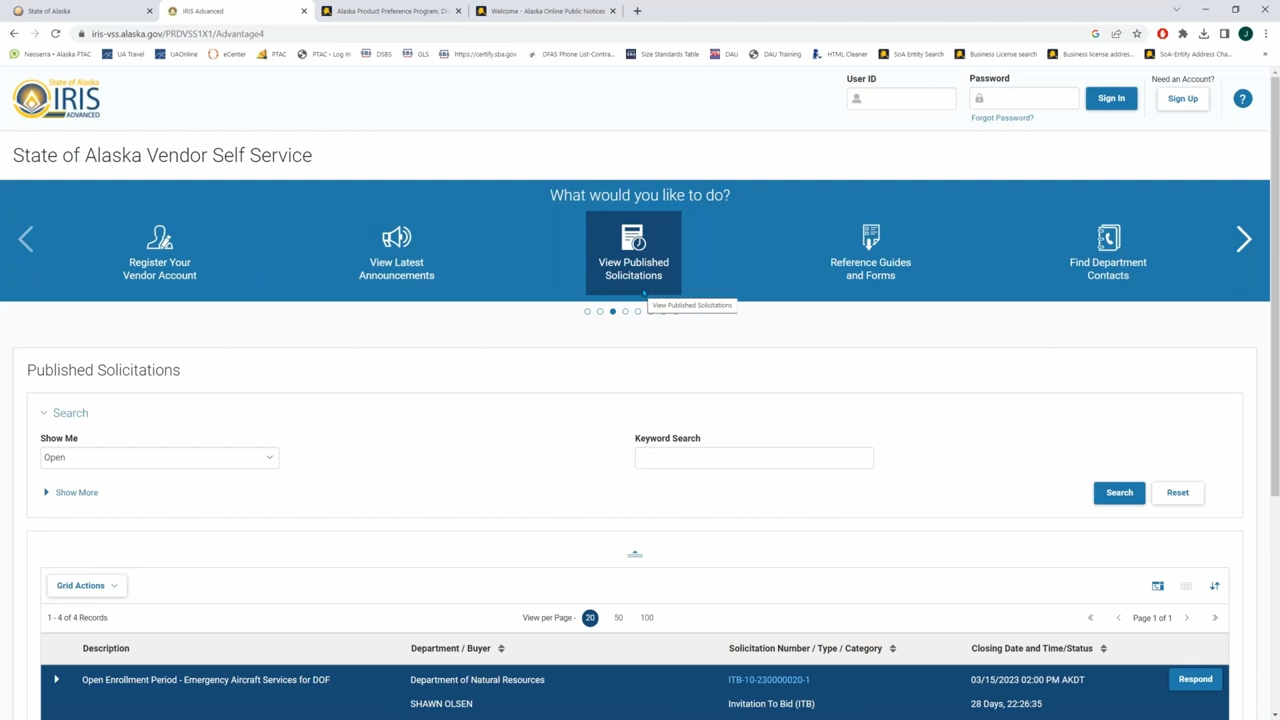 State of Alaska
IRIS Advanced
Alaska Product Preference Program, Di
Welcome - Alaska Online Public Notices
iris-vss.alaska.gov/PRDVSS1X1/Advantage4
Neoserra • Alaska PTAC
UA Travel
UAOnline
eCenter
PTAC
PTAC › Log In
DSBS
GLS
https://certify.sba.gov
DFAS Phone List-Contra...
Size Standards Table
DAU
DAU Training
HTML Cleaner
SoA Entity Search
Business License search
Business license addres...
SoA-Entity Address Cha...
»
State of Alaska
IRIS
ADVANCED
User ID
Password
Need an Account?
Sign In
Sign Up
?
Forgot Password?
State of Alaska Vendor Self Service
What would you like to do?
Register Your
Vendor Account
View Latest
Announcements
View Published
Solicitations
Reference Guides
and Forms
Find Department
Contacts
View Published Solicitations
Published Solicitations
Search
Show Me
Keyword Search
Open
Show More
Search
Reset
Grid Actions
1 - 4 of 4 Records
View per Page - 20 50 100
Page 1 of 1
Description
Department / Buyer
Solicitation Number / Type / Category
Closing Date and Time/Status
Open Enrollment Period - Emergency Aircraft Services for DOF
Department of Natural Resources
ITB-10-230000020-1
03/15/2023 02:00 PM AKDT
Respond
SHAWN OLSEN
Invitation To Bid (ITB)
28 Days, 22:26:35